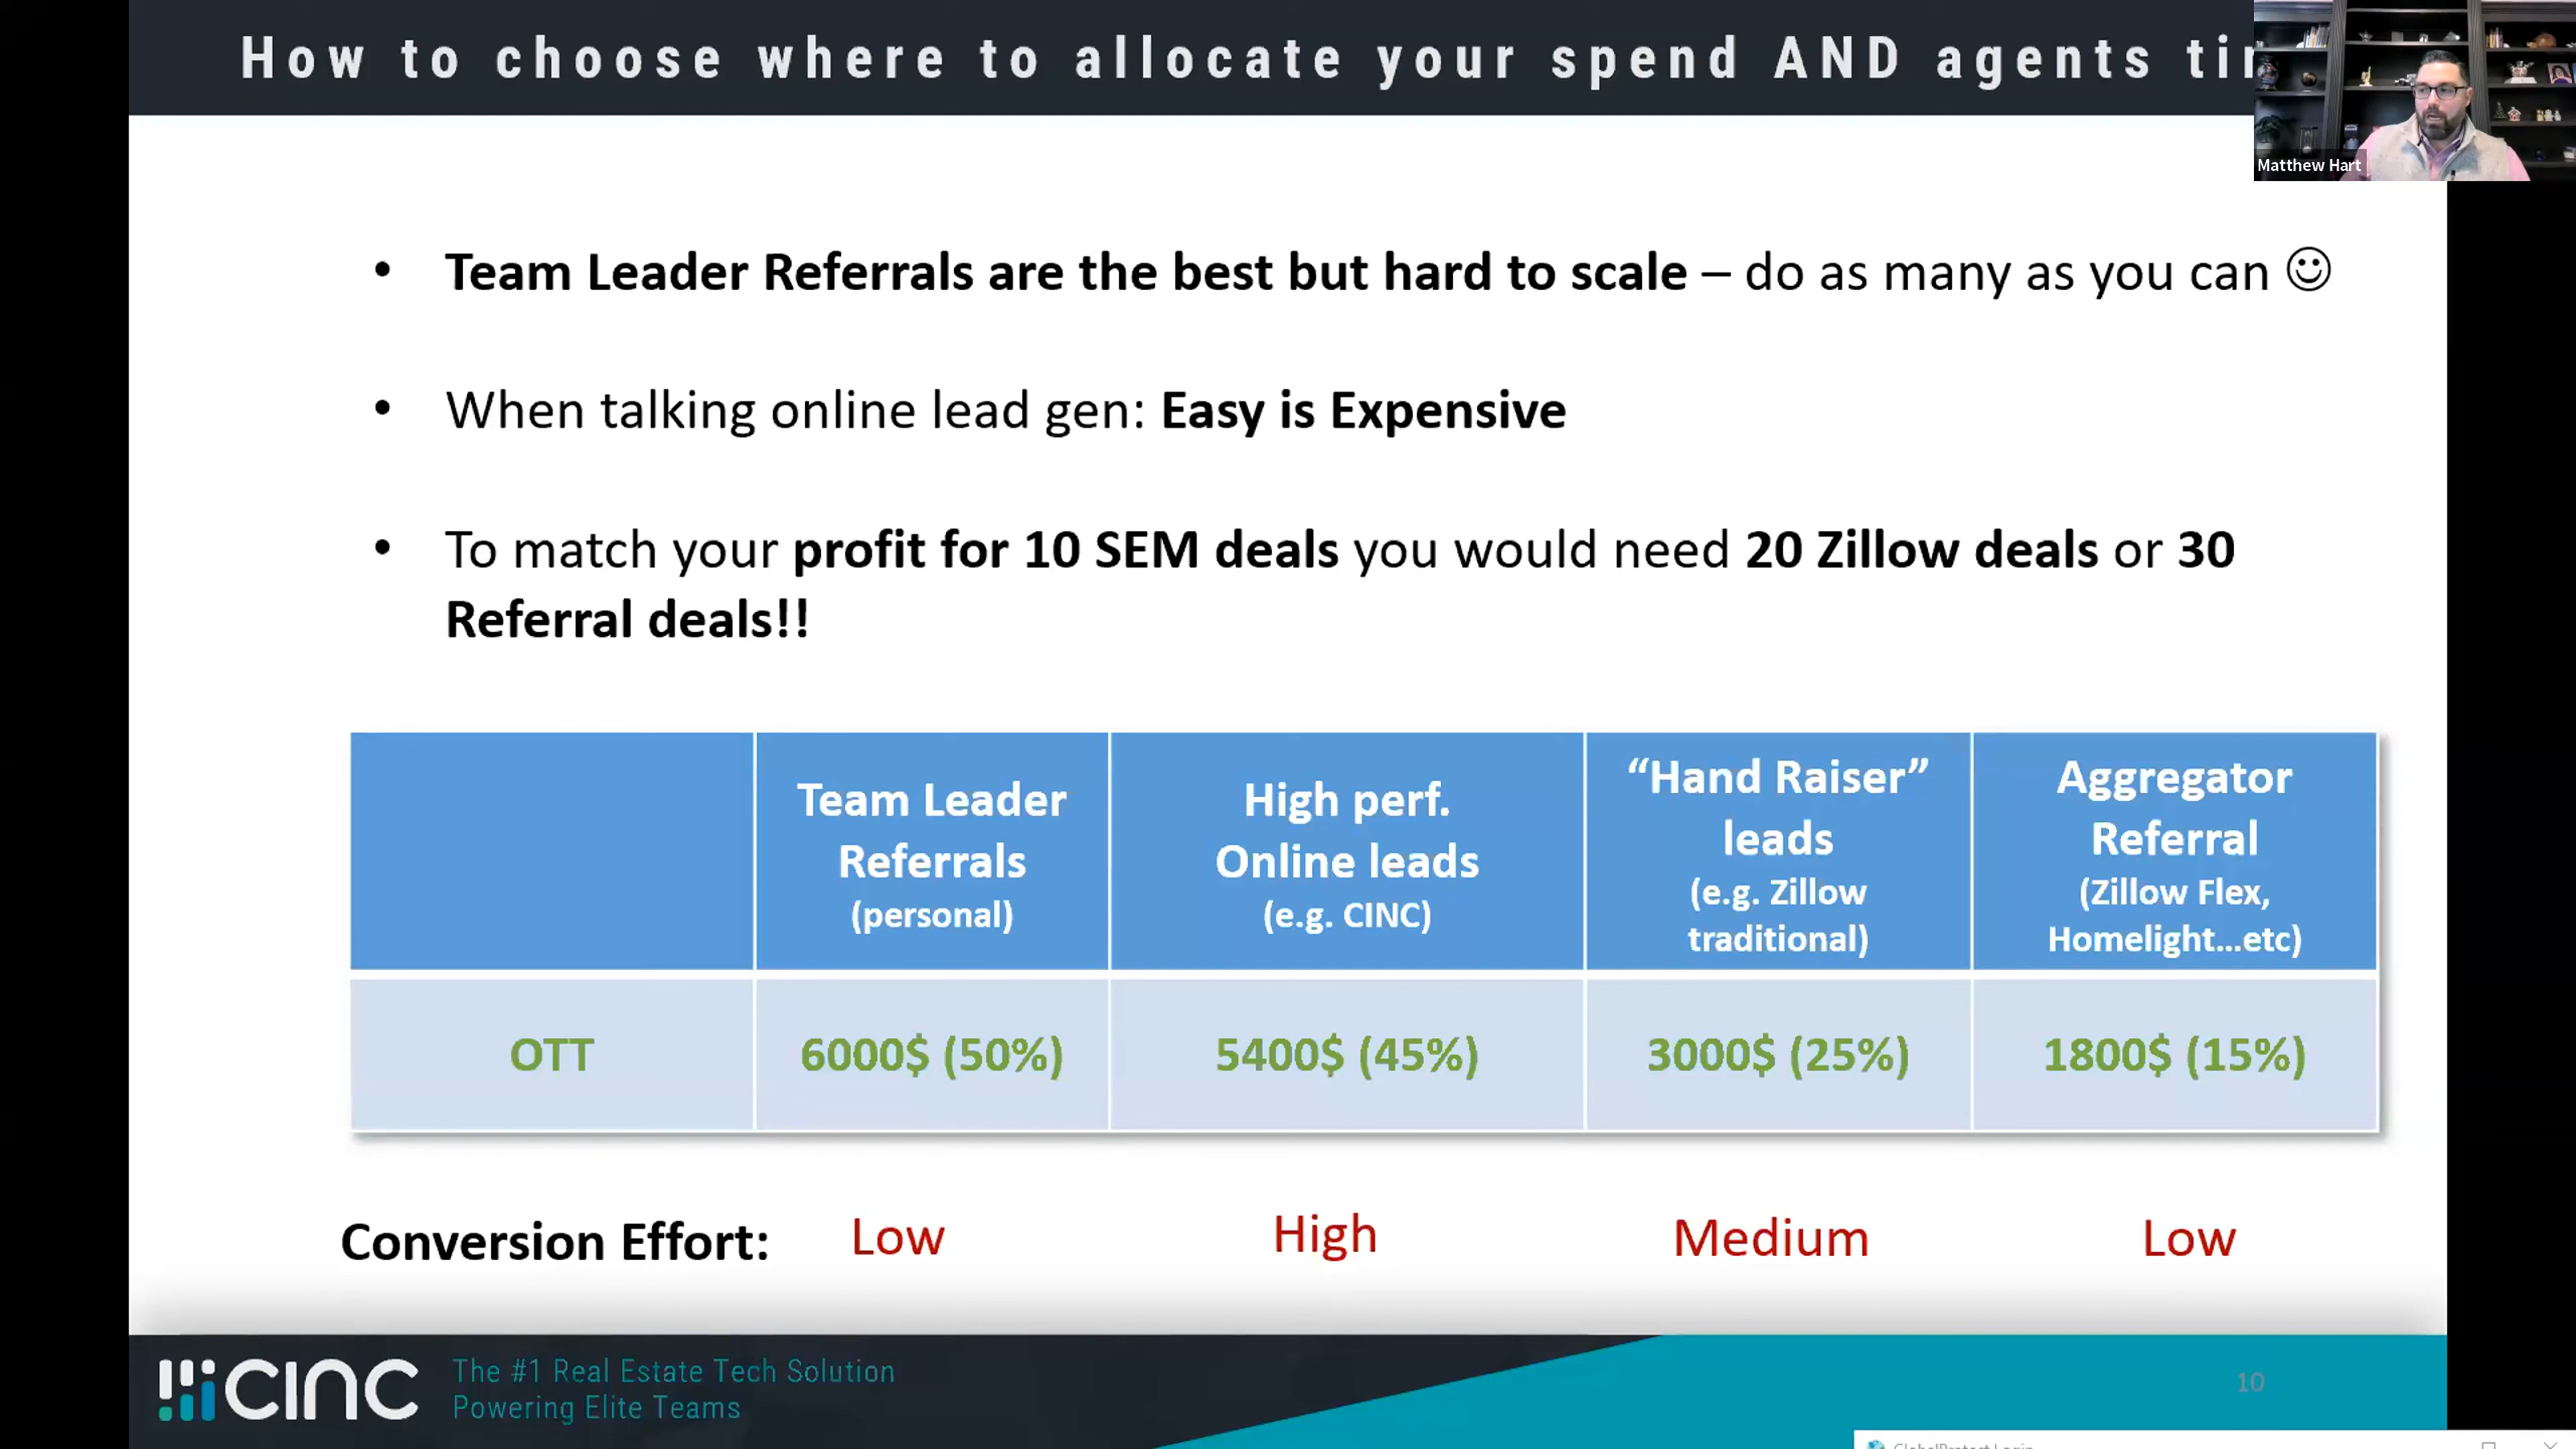 How to choose where to allocate your spend AND agents ti
Matthew Hart
• Team Leader Referrals are the best but hard to scale – do as many as you can ☺
• When talking online lead gen: Easy is Expensive
• To match your profit for 10 SEM deals you would need 20 Zillow deals or 30
Referral deals!!
Team Leader
Referrals
(personal)
High perf.
Online leads
(e.g. CINC)
“Hand Raiser”
leads
(e.g. Zillow
traditional)
Aggregator
Referral
(Zillow Flex,
Homelight...etc)
OTT 6000$ (50%) 5400$ (45%) 3000$ (25%) 1800$ (15%)
Conversion Effort: Low High Medium Low
CINC
The #1 Real Estate Tech Solution
Powering Elite Teams
10